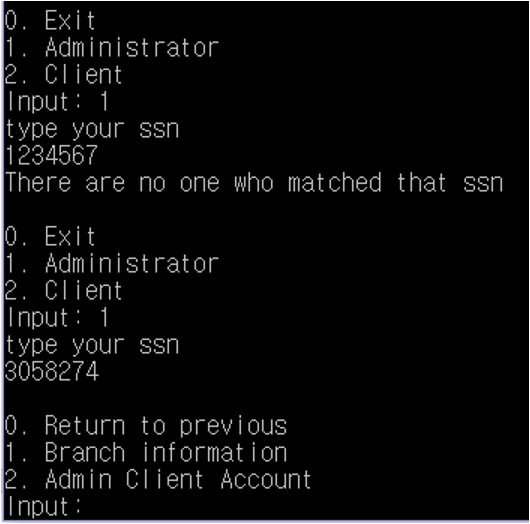 0. Exit
1. Administrator
2. Client
Input: 1
type your ssn
1234567
There are no one who matched that ssn
0. Exit
1. Administrator
2. Client
Input: 1
type your ssn
3058274
0. Return to previous
1. Branch information
2. Admin Client Account
Input: